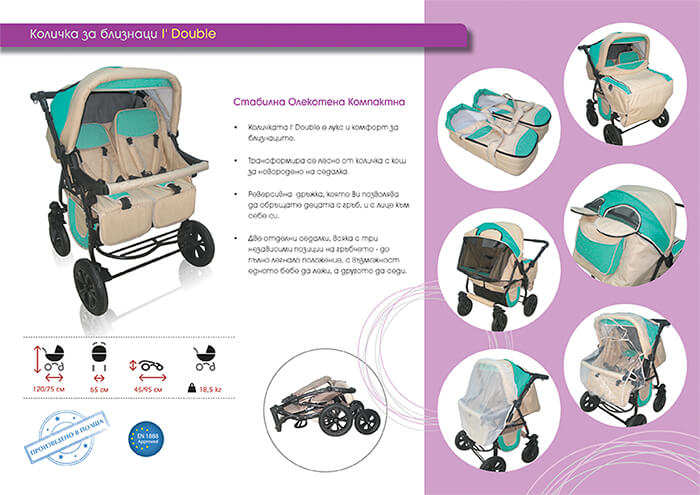 Количка за близнаци I' Double
Стабилна Олекотена Компактна
• Количката I' Double е лукс и комфорт за
близнаците.
• Трансформира се лесно от количка с кош
за новородено на седалка.
• Реверсивна дръжка, която Ви позволява
да обръщате децата с гръб, и с лице към
себе си.
• Две отделни седалки, всяка с три
независими позиции на гръбчето - до
пълно легнало положение, с възможност
едното бебе да лежи, а другото да седи.
120/75 см
65 см
45/95 см
18,5 кг
ПРОИЗВЕДЕНО В ПОЛША
EN 1888
Approved